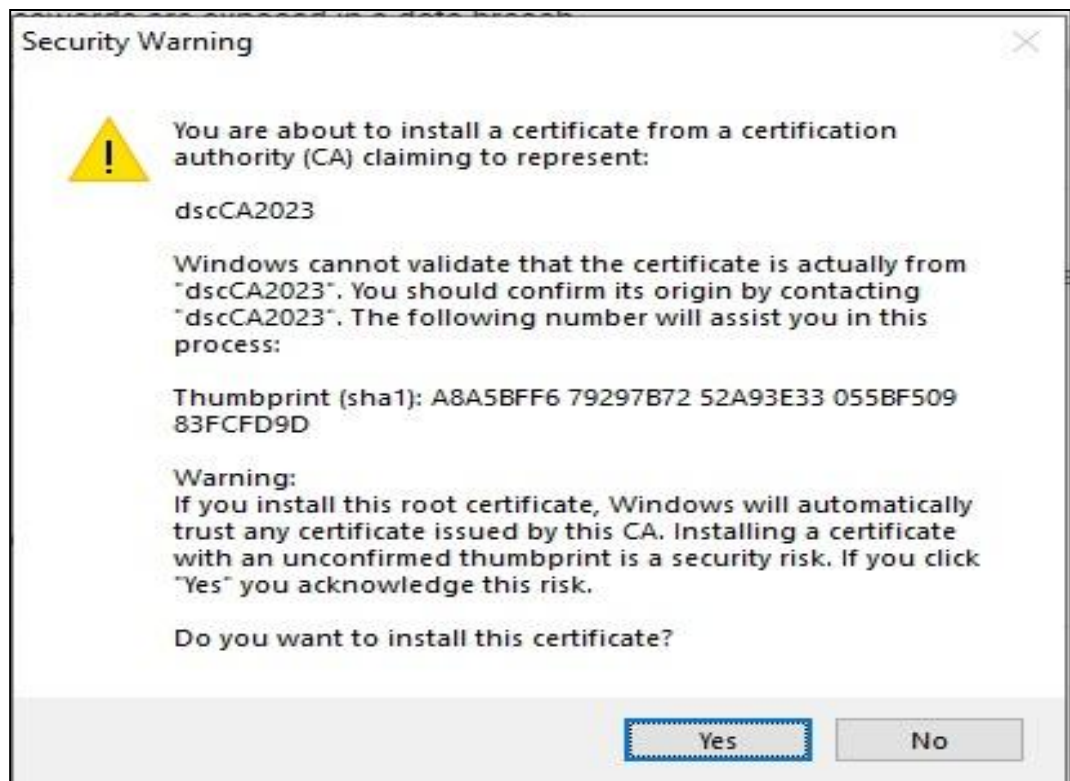 Security Warning
You are about to install a certificate from a certification
authority (CA) claiming to represent:
dscCA2023
Windows cannot validate that the certificate is actually from
"dscCA2023". You should confirm its origin by contacting
"dscCA2023". The following number will assist you in this
process:
Thumbprint (sha1): A8A5BFF6 79297B72 52A93E33 055BF509
83FCFD9D
Warning:
If you install this root certificate, Windows will automatically
trust any certificate issued by this CA. Installing a certificate
with an unconfirmed thumbprint is a security risk. If you click
"Yes" you acknowledge this risk.
Do you want to install this certificate?
Yes
No